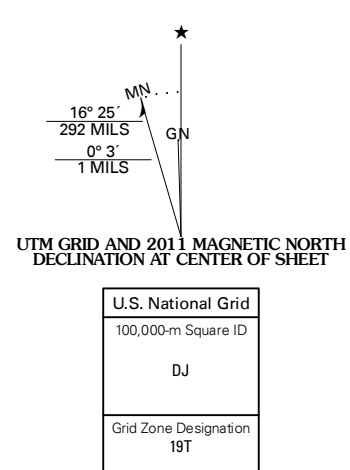 ★
MN
16° 25´
292 MILS
GN
0° 3´
1 MILS
UTM GRID AND 2011 MAGNETIC NORTH
DECLINATION AT CENTER OF SHEET
U.S. National Grid
100,000-m Square ID
DJ
Grid Zone Designation
19T